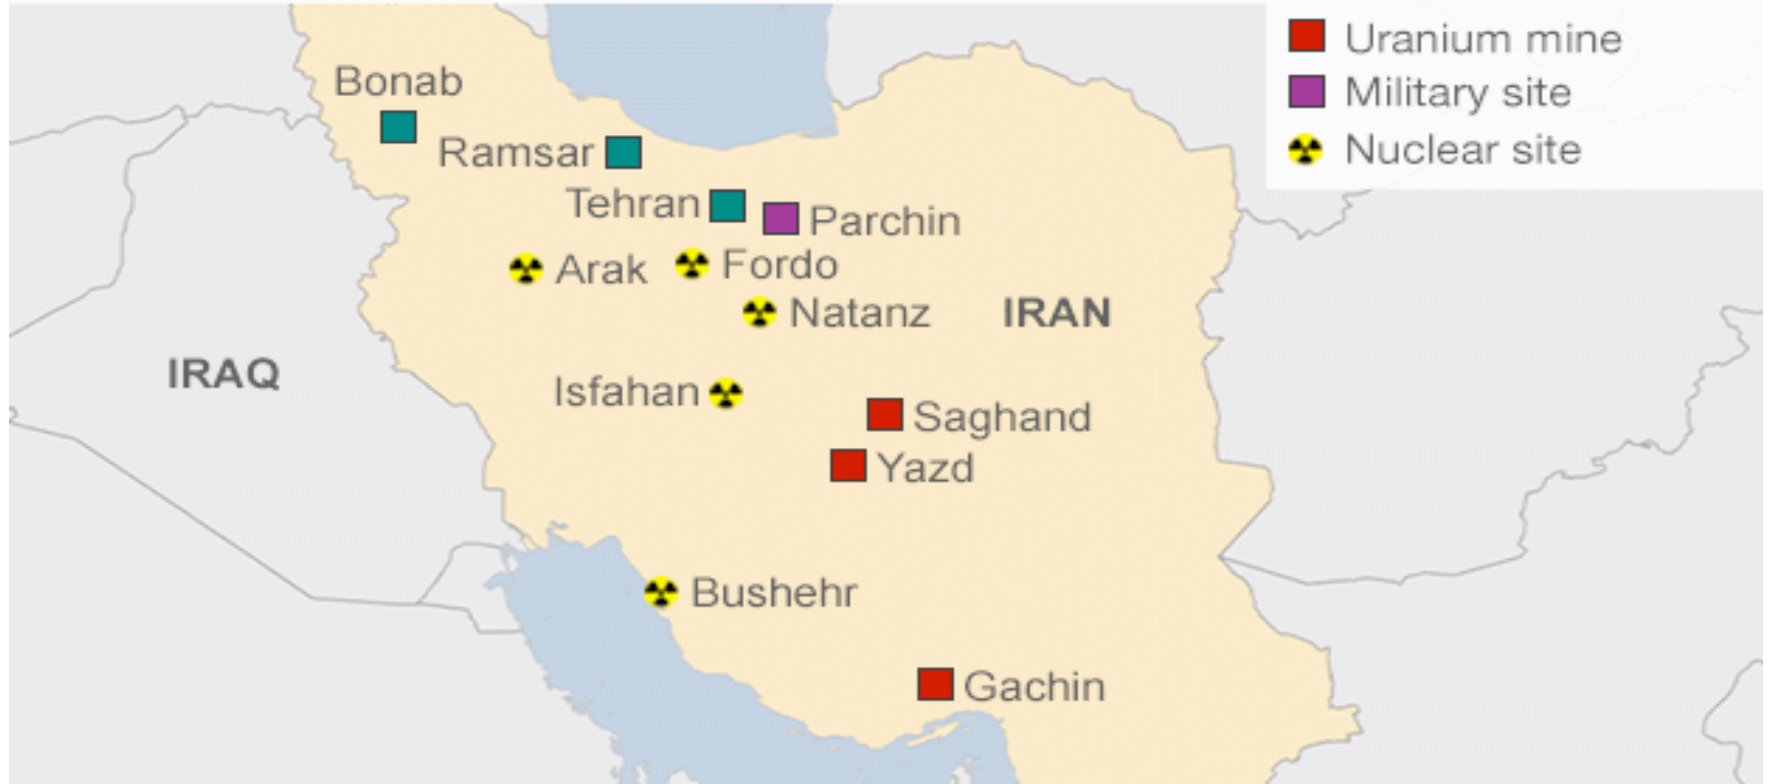 Uranium mine
Military site
Nuclear site
Bonab
Ramsar
Tehran
Parchin
Arak
Fordo
Natanz
IRAN
IRAQ
Isfahan
Saghand
Yazd
Bushehr
Gachin